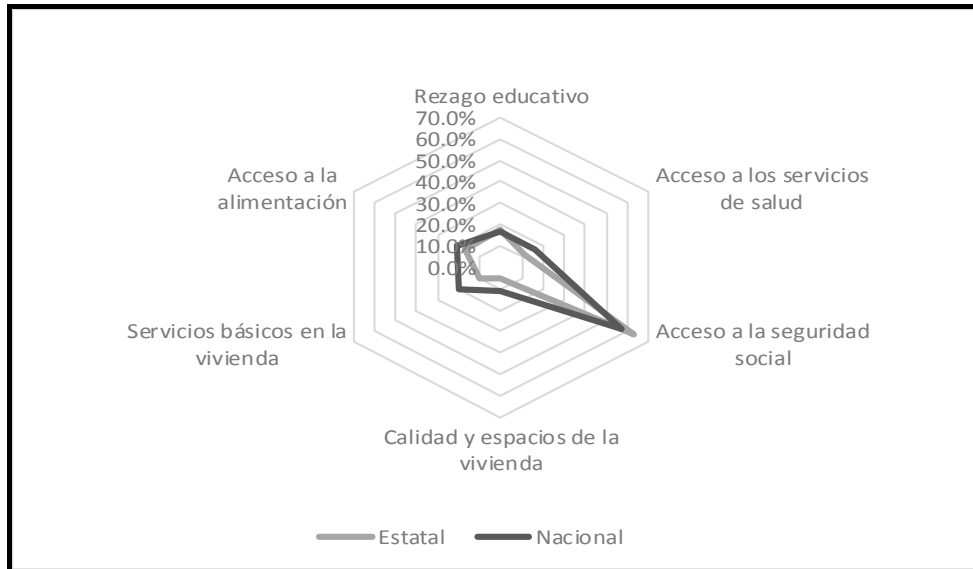 Rezago educativo
70.0%
60.0%
50.0%
40.0%
30.0%
20.0%
10.0%
0.0%
Acceso a los servicios
de salud
Acceso a la seguridad
social
Calidad y espacios de la
vivienda
Servicios básicos en la
vivienda
Acceso a la
alimentación
Estatal
Nacional